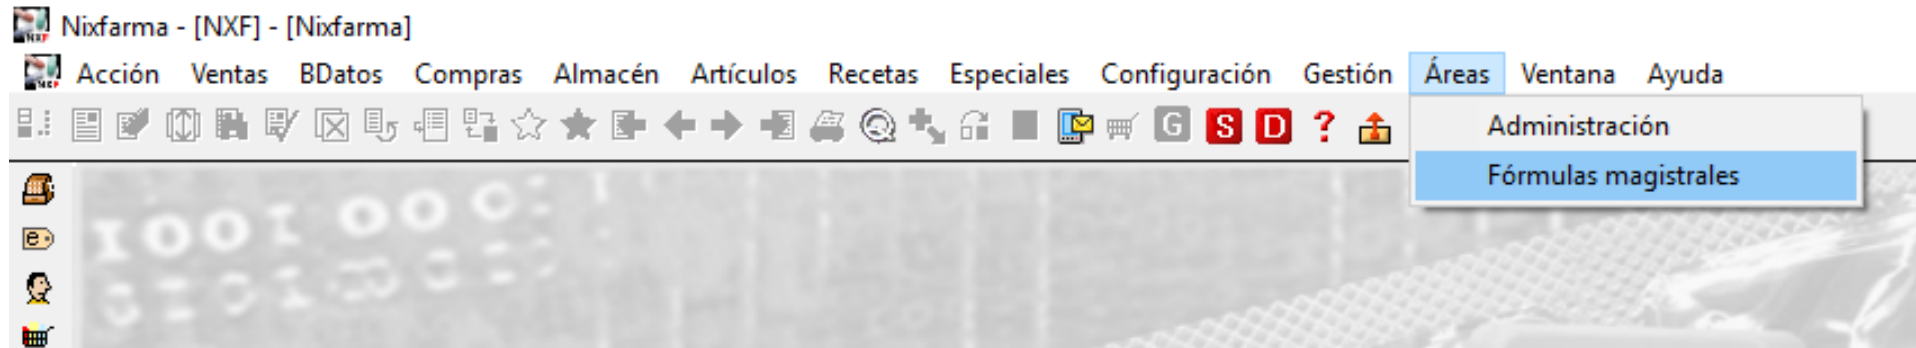 Nixfarma - [NXF] - [Nixfarma]
Acción Ventas BDatos Compras Almacén Artículos Recetas Especiales Configuración Gestión Áreas Ventana Ayuda
G S D ?
Administración
Fórmulas magistrales
e